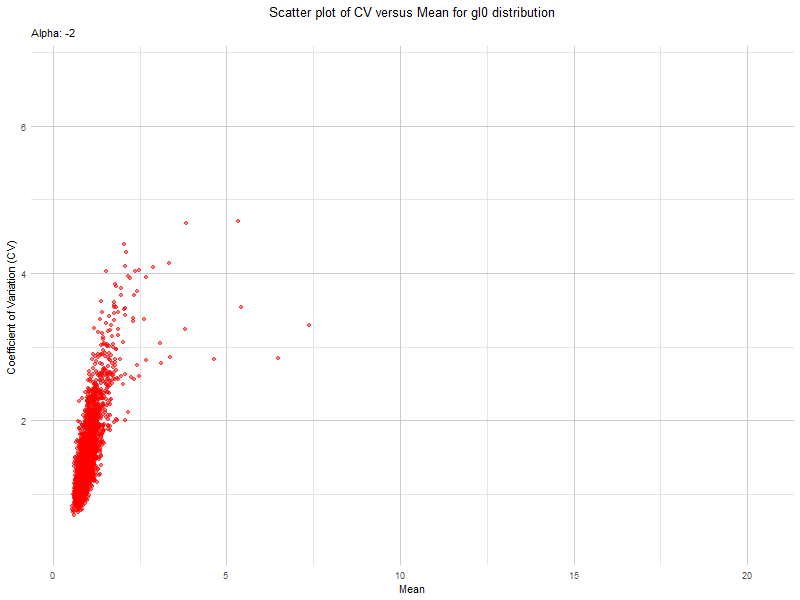 Scatter plot of CV versus Mean for gI0 distribution
Alpha: -2
Coefficient of Variation (CV)
6
4
2
0
5
10
15
20
Mean